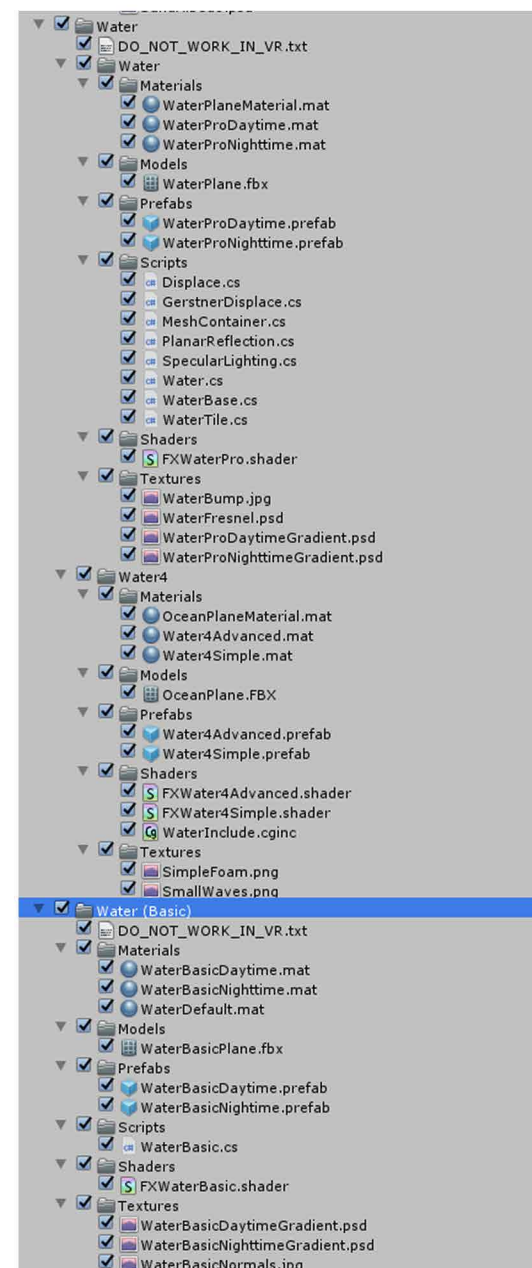 Water
DO_NOT_WORK_IN_VR.txt
Water
Materials
WaterPlaneMaterial.mat
WaterProDaytime.mat
WaterProNighttime.mat
Models
WaterPlane.fbx
Prefabs
WaterProDaytime.prefab
WaterProNighttime.prefab
Scripts
Displace.cs
GerstnerDisplace.cs
MeshContainer.cs
PlanarReflection.cs
SpecularLighting.cs
Water.cs
WaterBase.cs
WaterTile.cs
Shaders
FXWaterPro.shader
Textures
WaterBump.jpg
WaterFresnel.psd
WaterProDaytimeGradient.psd
WaterProNighttimeGradient.psd
Water4
Materials
OceanPlaneMaterial.mat
Water4Advanced.mat
Water4Simple.mat
Models
OceanPlane.FBX
Prefabs
Water4Advanced.prefab
Water4Simple.prefab
Shaders
FXWater4Advanced.shader
FXWater4Simple.shader
WaterInclude.cginc
Textures
SimpleFoam.png
SmallWaves.png
Water (Basic)
DO_NOT_WORK_IN_VR.txt
Materials
WaterBasicDaytime.mat
WaterBasicNighttime.mat
WaterDefault.mat
Models
WaterBasicPlane.fbx
Prefabs
WaterBasicDaytime.prefab
WaterBasicNightime.prefab
Scripts
WaterBasic.cs
Shaders
FXWaterBasic.shader
Textures
WaterBasicDaytimeGradient.psd
WaterBasicNighttimeGradient.psd
WaterBasicNormals.jpg